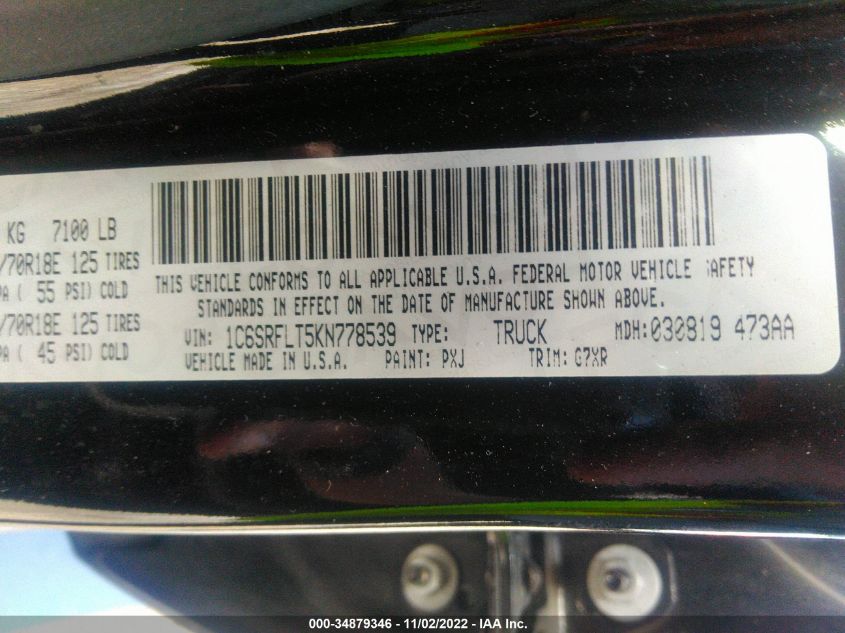 KG 7100 LB
/70R18E 125 TIRES
PA ( 55 PSI) COLD
/70R18E 125 TIRES
PA ( 45 PSI) COLD
THIS VEHICLE CONFORMS TO ALL APPLICABLE U.S.A. FEDERAL MOTOR VEHICLE SAFETY
STANDARDS IN EFFECT ON THE DATE OF MANUFACTURE SHOWN ABOVE.
VIN: 1C6SRFLT5KN778539 TYPE: TRUCK MDH:030819 473AA
VEHICLE MADE IN U.S.A. PAINT: PXJ TRIM: G7XR
000-34879346 - 11/02/2022 - IAA Inc.